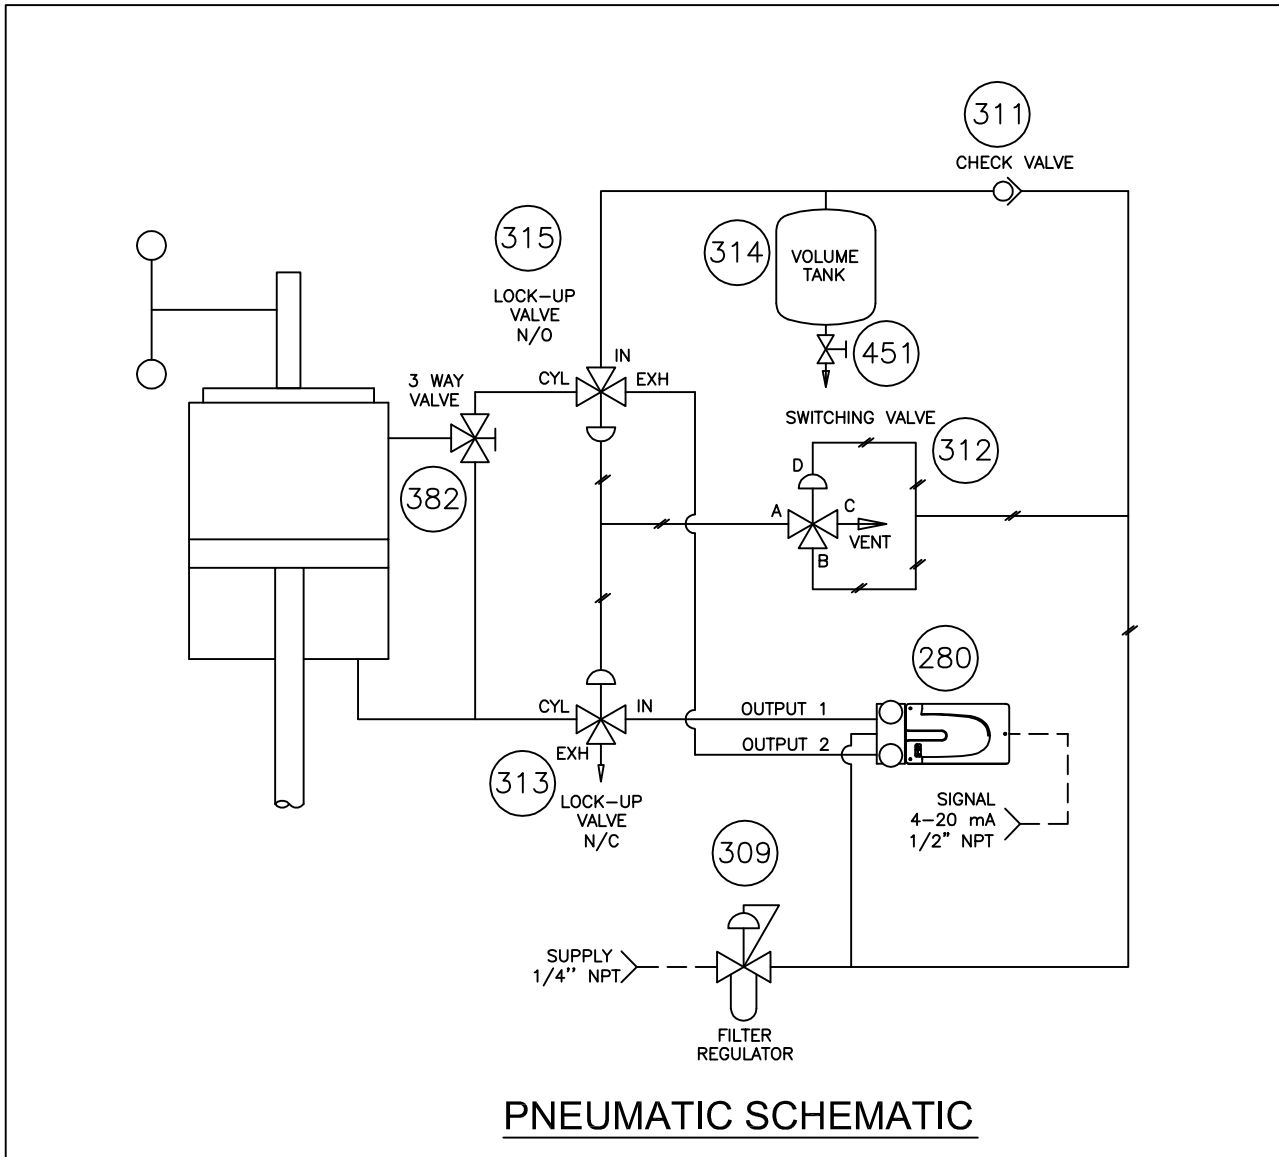 311
CHECK VALVE
315
LOCK-UP
VALVE
N/O
314
VOLUME
TANK
451
IN
CYL
EXH
3 WAY
VALVE
382
SWITCHING VALVE
312
D
A
C
VENT
B
280
CYL
IN
EXH
OUTPUT 1
OUTPUT 2
313
LOCK-UP
VALVE
N/C
SIGNAL
4-20 mA
1/2" NPT
309
SUPPLY
1/4" NPT
FILTER
REGULATOR
PNEUMATIC SCHEMATIC